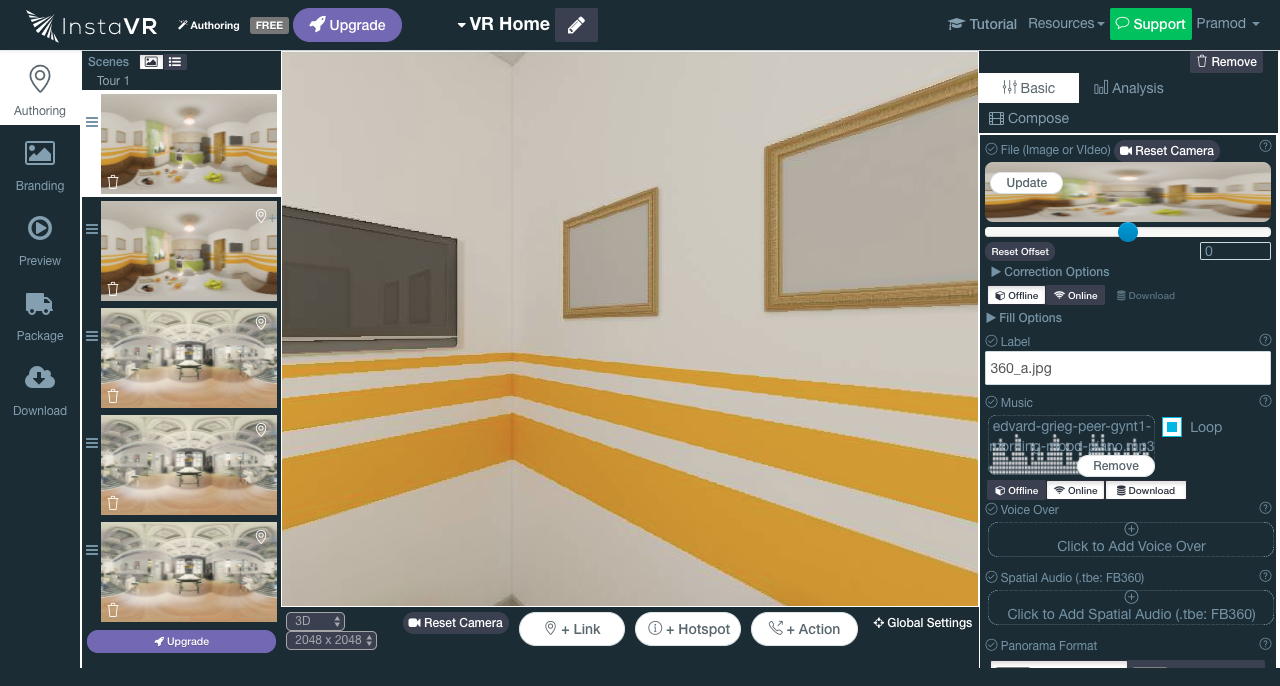 InstaVR
Authoring
FREE
Upgrade
VR Home
Tutorial
Resources
Support
Pramod
Authoring
Branding
Preview
Package
Download
Scenes
Tour 1
Upgrade
3D
2048 x 2048
Reset Camera
+ Link
+ Hotspot
+ Action
Global Settings
Remove
Basic
Analysis
Compose
File (Image or VIdeo)
Reset Camera
Update
Reset Offset
0
Correction Options
Offline
Online
Download
Fill Options
Label
360_a.jpg
Music
edvard-grieg-peer-gynt1-
morning-mood-piano.mp3
Loop
Remove
Offline
Online
Download
Voice Over
Click to Add Voice Over
Spatial Audio (.tbe: FB360)
Click to Add Spatial Audio (.tbe: FB360)
Panorama Format